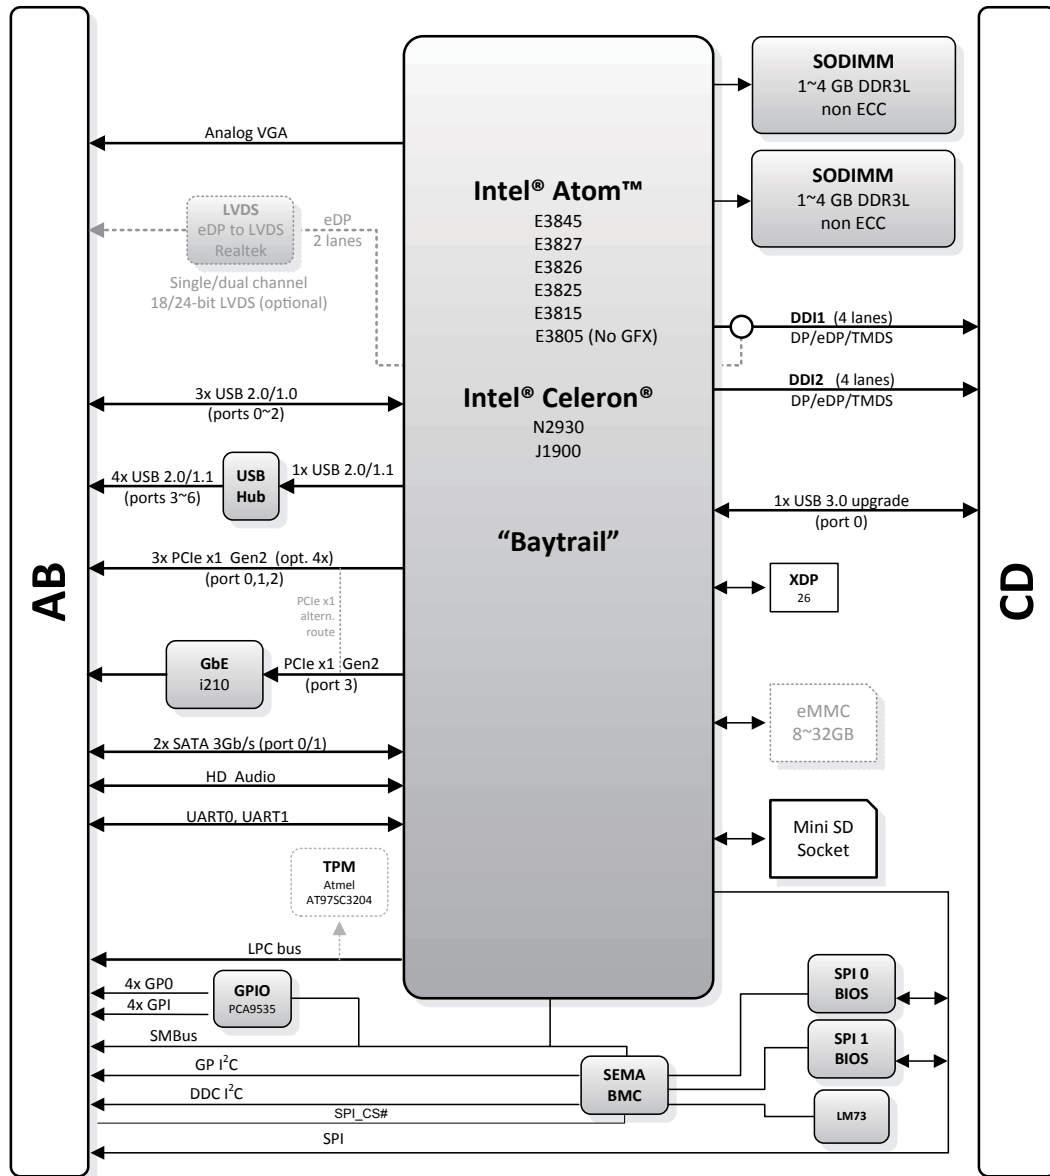 AB
CD
Analog VGA
LVDS
eDP to LVDS
Realtek
eDP
2 lanes
Single/dual channel
18/24-bit LVDS (optional)
3x USB 2.0/1.0
(ports 0~2)
4x USB 2.0/1.1
(ports 3~6)
USB
Hub
1x USB 2.0/1.1
3x PCIe x1 Gen2 (opt. 4x)
(port 0,1,2)
PCIe x1
altern.
route
GbE
i210
PCIe x1 Gen2
(port 3)
2x SATA 3Gb/s (port 0/1)
HD Audio
UART0, UART1
TPM
Atmel
AT97SC3204
LPC bus
4x GP0
4x GPI
GPIO
PCA9535
SMBus
GP I²C
DDC I²C
SPI_CS#
SPI
Intel® Atom™
E3845
E3827
E3826
E3825
E3815
E3805 (No GFX)
Intel® Celeron®
N2930
J1900
“Baytrail”
SODIMM
1~4 GB DDR3L
non ECC
SODIMM
1~4 GB DDR3L
non ECC
DDI1 (4 lanes)
DP/eDP/TMDS
DDI2 (4 lanes)
DP/eDP/TMDS
1x USB 3.0 upgrade
(port 0)
XDP
26
eMMC
8~32GB
Mini SD
Socket
SPI 0
BIOS
SPI 1
BIOS
SEMA
BMC
LM73